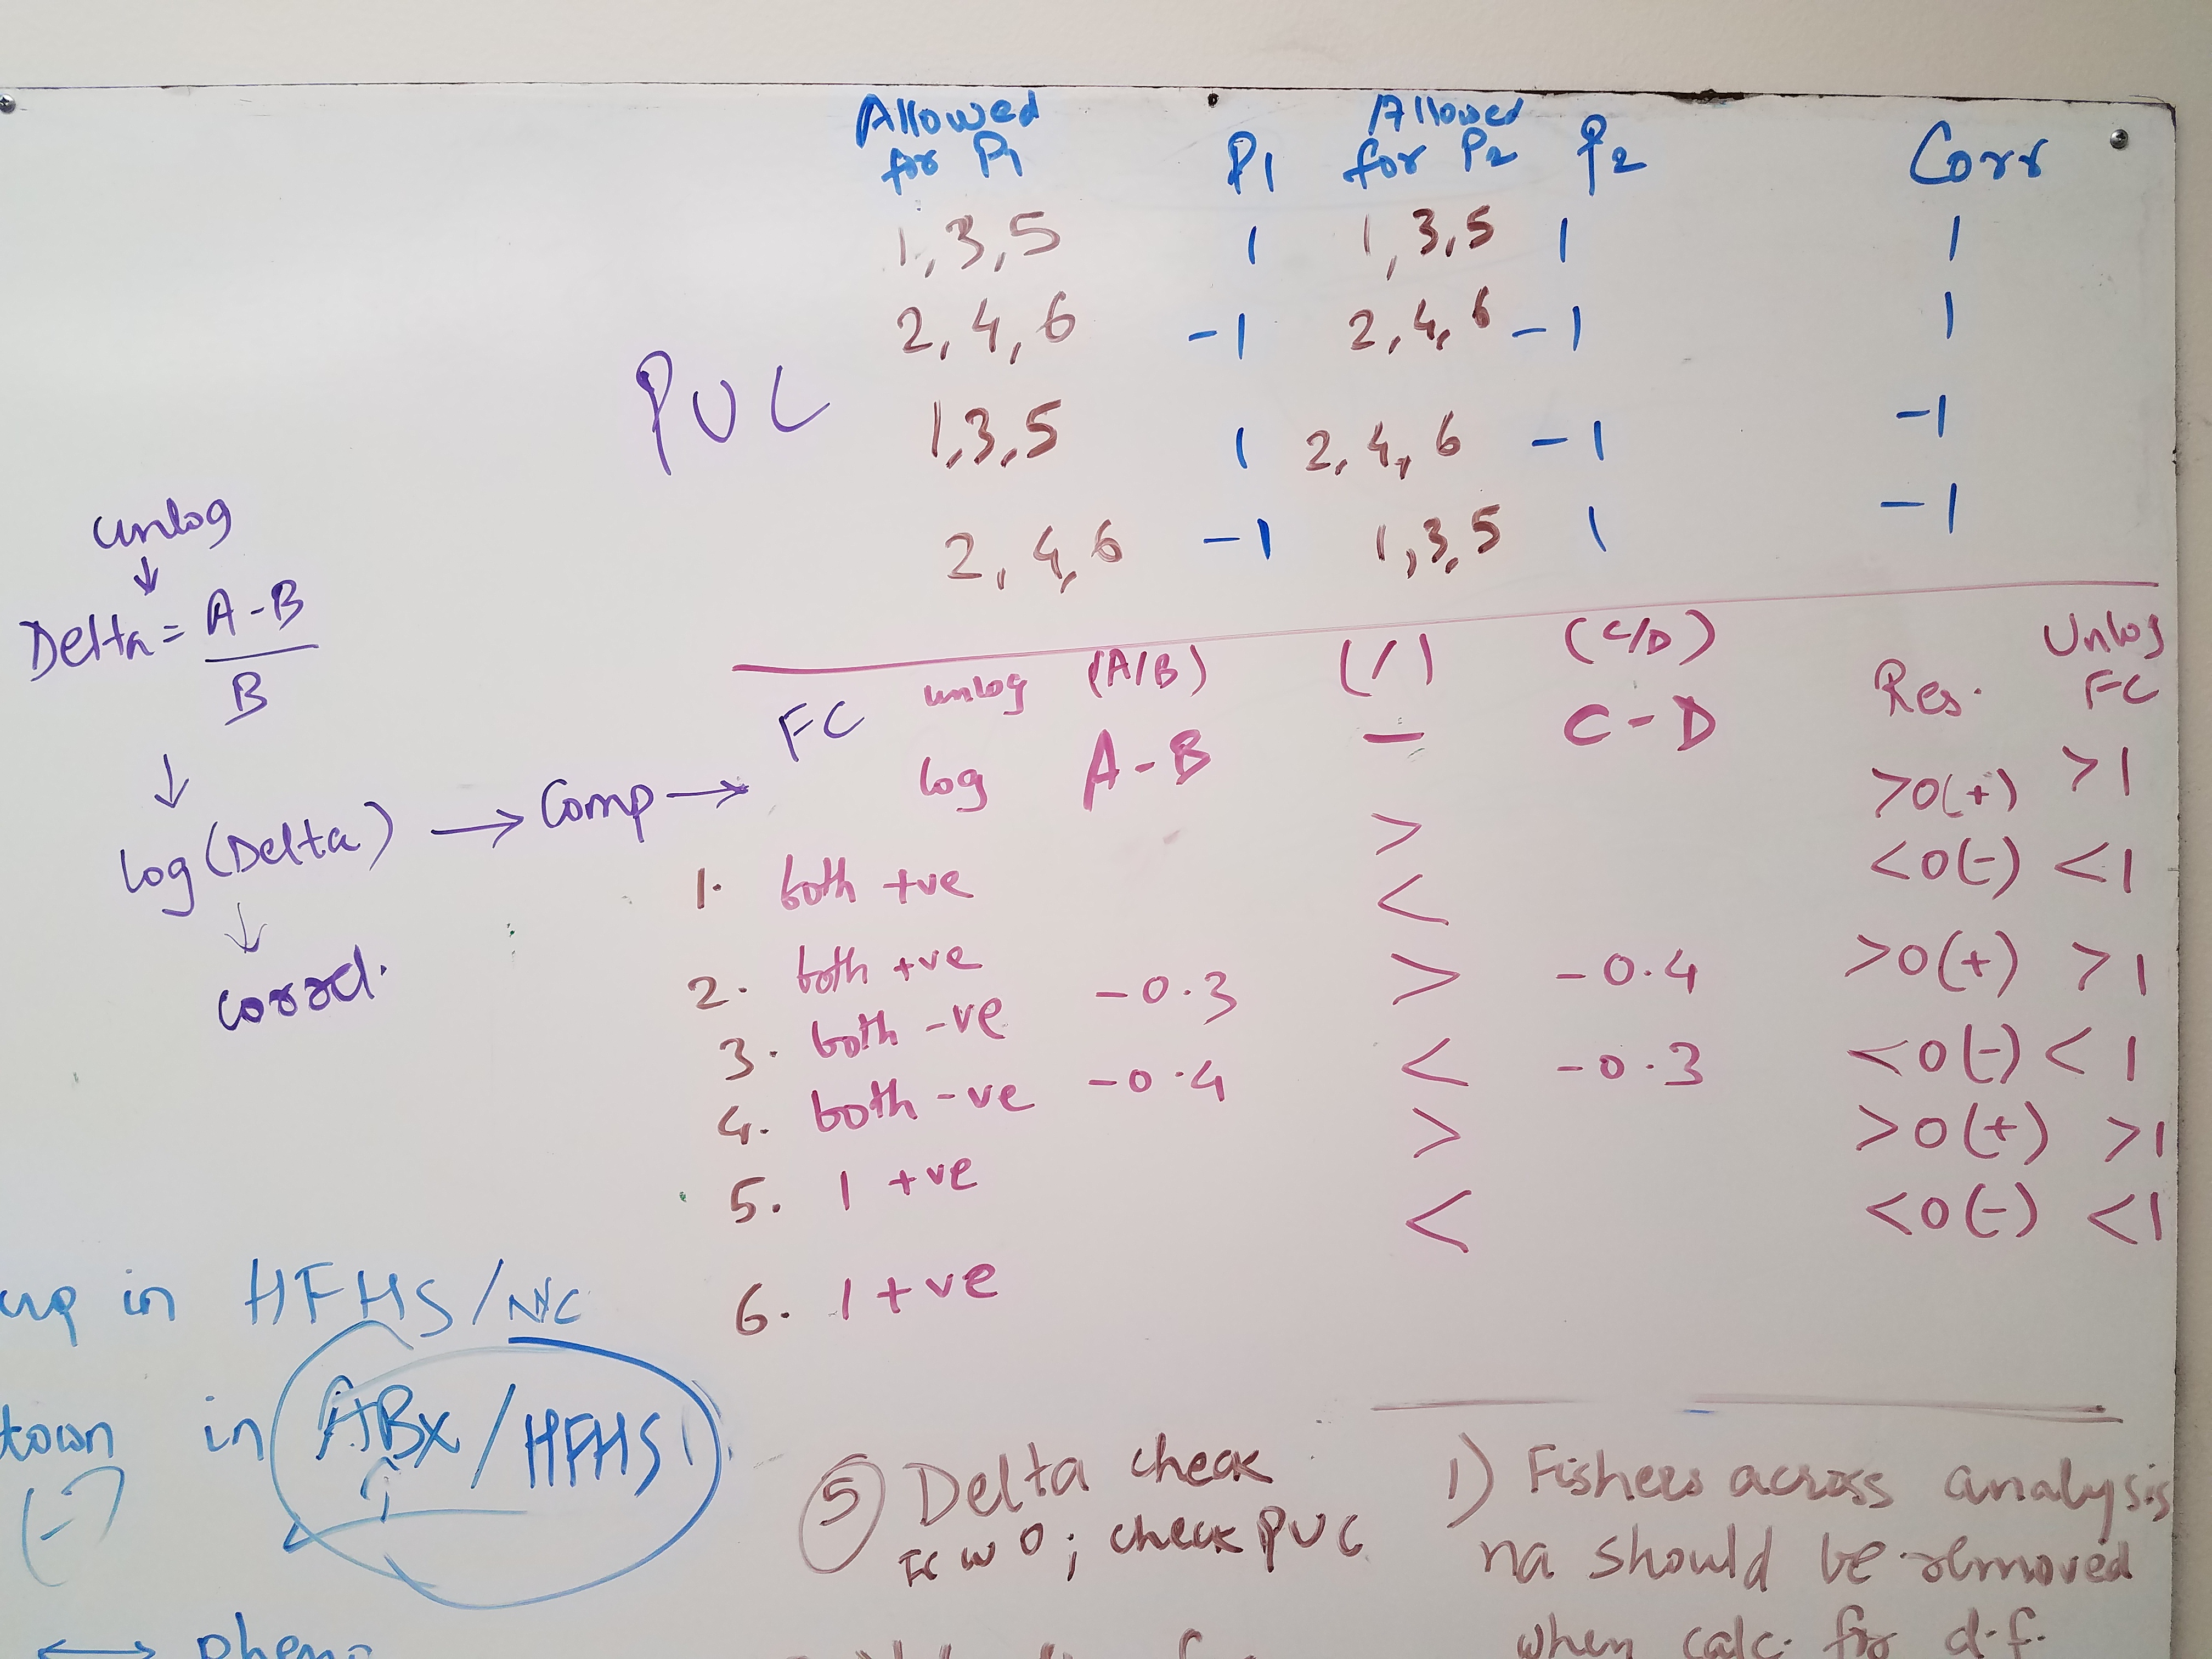 Allowed for P1 P1 Allowed for P2 P2 Corr
1,3,5 1 1,3,5 1 1
2,4,6 -1 2,4,6 -1 1
PUC
1,3,5 1 2,4,6 -1 -1
2,4,6 -1 1,3,5 1 -1
unlog
↓
Delta = A-B
B
↓
log(Delta) → Comp →
↓
correl.
FC unlog (A/B) (/) (C/D) Res. Unlog FC
log A-B — C-D
>0(+) >1
1. both +ve > <0(-) <1
2. both +ve <
3. both -ve -0.3 > -0.4 >0(+) >1
4. both -ve -0.4 < -0.3 <0(-) <1
5. 1 +ve > >0(+) >1
6. 1 +ve < <0(-) <1
up in HFHS/NC
in ABx/HFHS
(-)
⑤ Delta check
0; check PUC
1) Fishers across analysis
na should be removed
when calc. for d.f.
↔ pheno